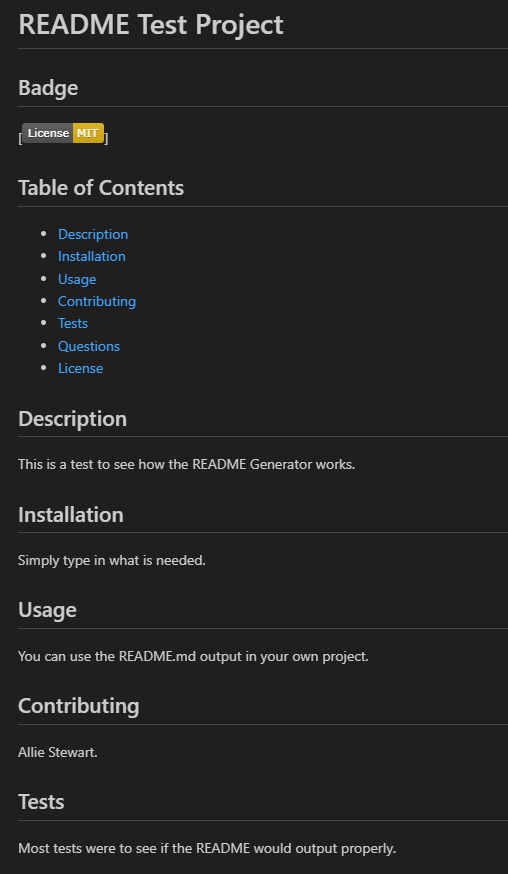 README Test Project
Badge
[License MIT]
Table of Contents
Description
Installation
Usage
Contributing
Tests
Questions
License
Description
This is a test to see how the README Generator works.
Installation
Simply type in what is needed.
Usage
You can use the README.md output in your own project.
Contributing
Allie Stewart.
Tests
Most tests were to see if the README would output properly.